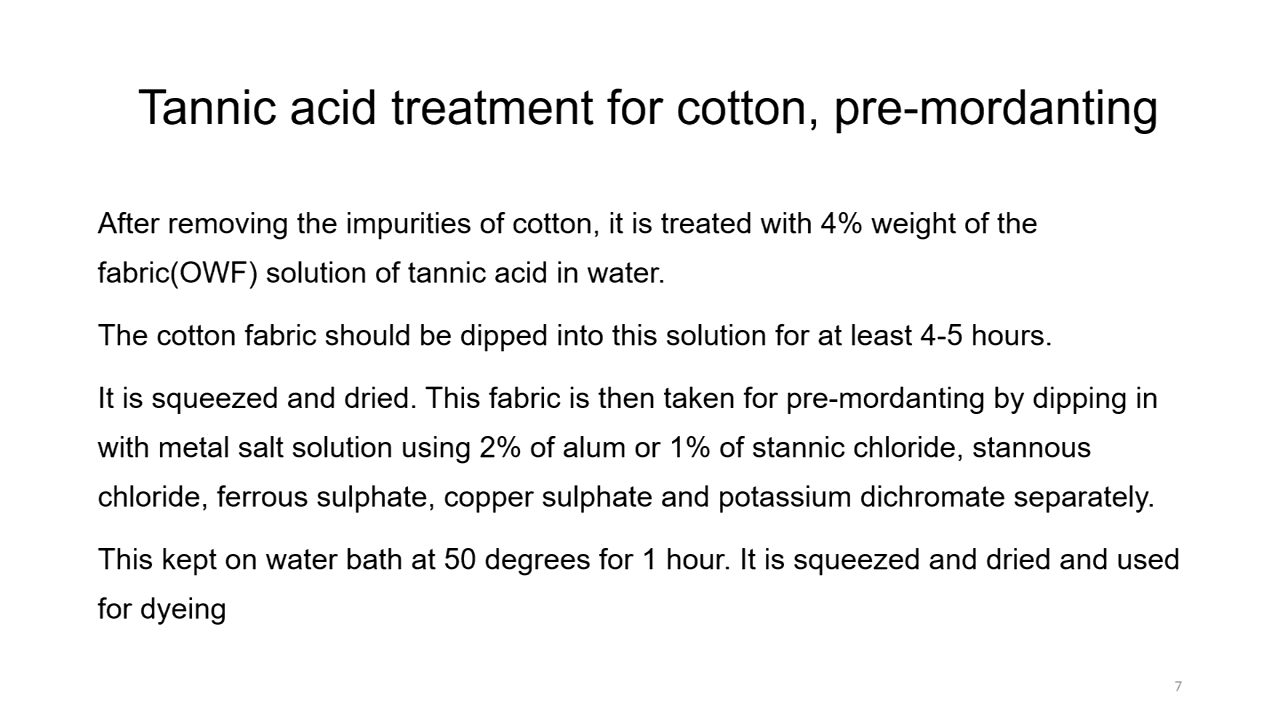 Tannic acid treatment for cotton, pre-mordanting
After removing the impurities of cotton, it is treated with 4% weight of the
fabric(OWF) solution of tannic acid in water.
The cotton fabric should be dipped into this solution for at least 4-5 hours.
It is squeezed and dried. This fabric is then taken for pre-mordanting by dipping in
with metal salt solution using 2% of alum or 1% of stannic chloride, stannous
chloride, ferrous sulphate, copper sulphate and potassium dichromate separately.
This kept on water bath at 50 degrees for 1 hour. It is squeezed and dried and used
for dyeing
7